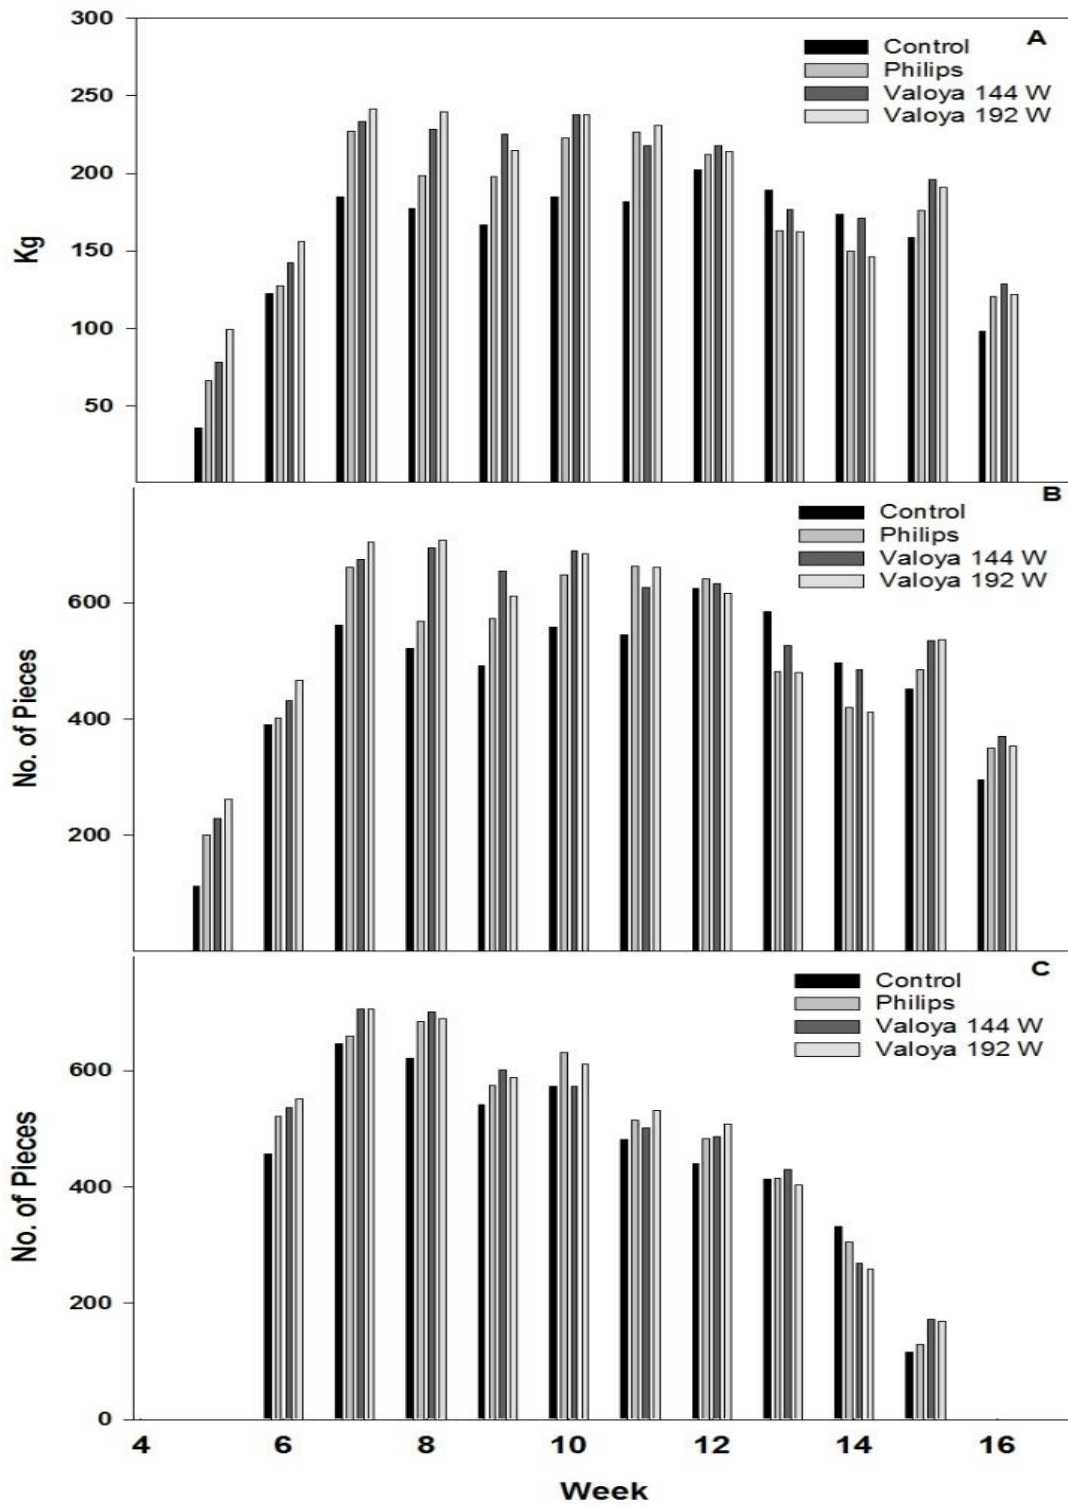 300
A
Control
Philips
Valoya 144 W
Valoya 192 W
250
200
150
100
50
Kg
B
Control
Philips
Valoya 144 W
Valoya 192 W
600
400
200
No. of Pieces
C
Control
Philips
Valoya 144 W
Valoya 192 W
600
400
200
0
No. of Pieces
4 6 8 10 12 14 16
Week